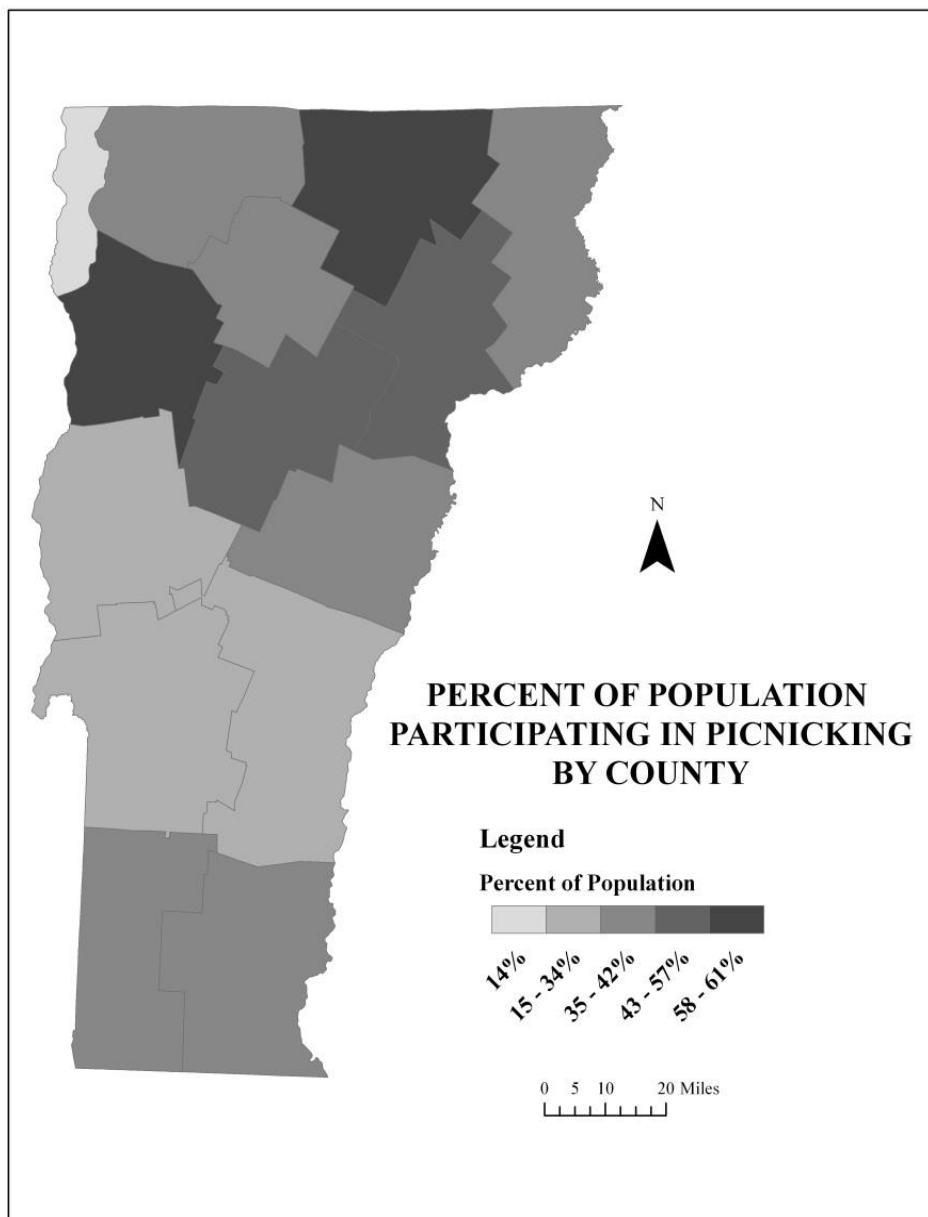 N
PERCENT OF POPULATION
PARTICIPATING IN PICNICKING
BY COUNTY
Legend
Percent of Population
14%
15 - 34%
35 - 42%
43 - 57%
58 - 61%
0 5 10 20 Miles